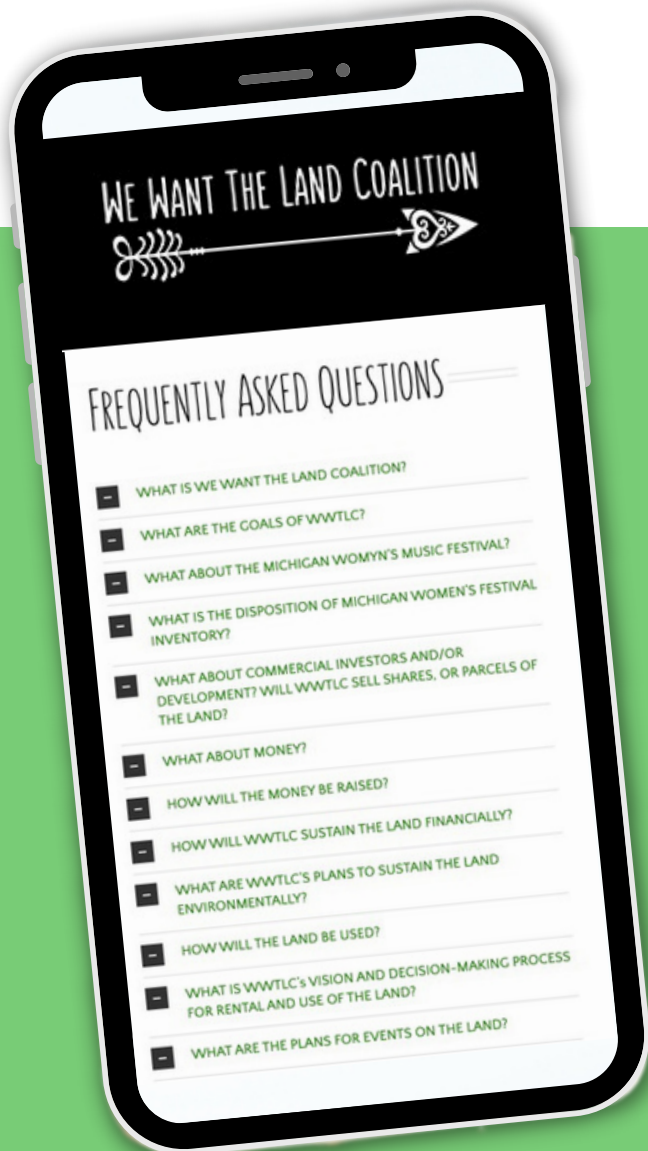 WE WANT THE LAND COALITION
FREQUENTLY ASKED QUESTIONS
WHAT IS WE WANT THE LAND COALITION?
WHAT ARE THE GOALS OF WWTLC?
WHAT ABOUT THE MICHIGAN WOMYN'S MUSIC FESTIVAL?
WHAT IS THE DISPOSITION OF MICHIGAN WOMEN'S FESTIVAL
INVENTORY?
WHAT ABOUT COMMERCIAL INVESTORS AND/OR
DEVELOPMENT? WILL WWTLC SELL SHARES, OR PARCELS OF
THE LAND?
WHAT ABOUT MONEY?
HOW WILL THE MONEY BE RAISED?
HOW WILL WWTLC SUSTAIN THE LAND FINANCIALLY?
WHAT ARE WWTLC'S PLANS TO SUSTAIN THE LAND
ENVIRONMENTALLY?
HOW WILL THE LAND BE USED?
WHAT IS WWTLC's VISION AND DECISION-MAKING PROCESS
FOR RENTAL AND USE OF THE LAND?
WHAT ARE THE PLANS FOR EVENTS ON THE LAND?